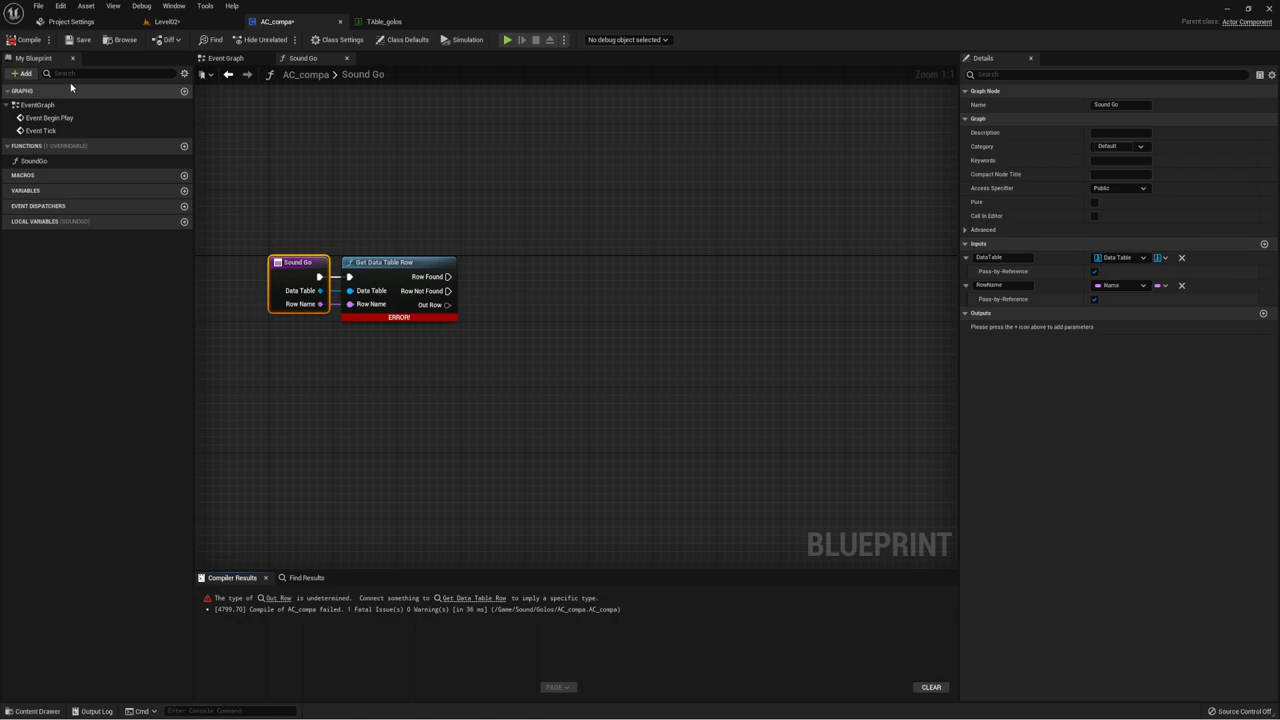 File Edit Asset View Debug Window Tools Help
Project Settings Level02* AC_compa* TAble_golos
Parent class: Actor Component
Compile Save Browse Diff Find Hide Unrelated Class Settings Class Defaults Simulation No debug object selected
My Blueprint Event Graph Sound Go Details
+ Add Search
AC_compa > Sound Go
Zoom 1:1
Search
GRAPHS
EventGraph
Event Begin Play
Event Tick
FUNCTIONS (1 OVERRIDABLE)
SoundGo
MACROS
VARIABLES
EVENT DISPATCHERS
LOCAL VARIABLES (SOUNDGO)
Sound Go
Data Table
Row Name
Get Data Table Row
Row Found
Data Table Row Not Found
Row Name Out Row
ERROR!
BLUEPRINT
Graph Node
Name Sound Go
Graph
Description
Category Default
Keywords
Compact Node Title
Access Specifier Public
Pure
Call In Editor
Advanced
Inputs
DataTable Data Table
Pass-by-Reference
RowName Name
Pass-by-Reference
Outputs
Please press the + icon above to add parameters
Compiler Results Find Results
The type of Out Row is undetermined. Connect something to Get Data Table Row to imply a specific type.
[4799.70] Compile of AC_compa failed. 1 Fatal Issue(s) 0 Warning(s) [in 36 ms] (/Game/Sound/Golos/AC_compa.AC_compa)
PAGE
CLEAR
Content Drawer Output Log Cmd Enter Console Command Source Control Off